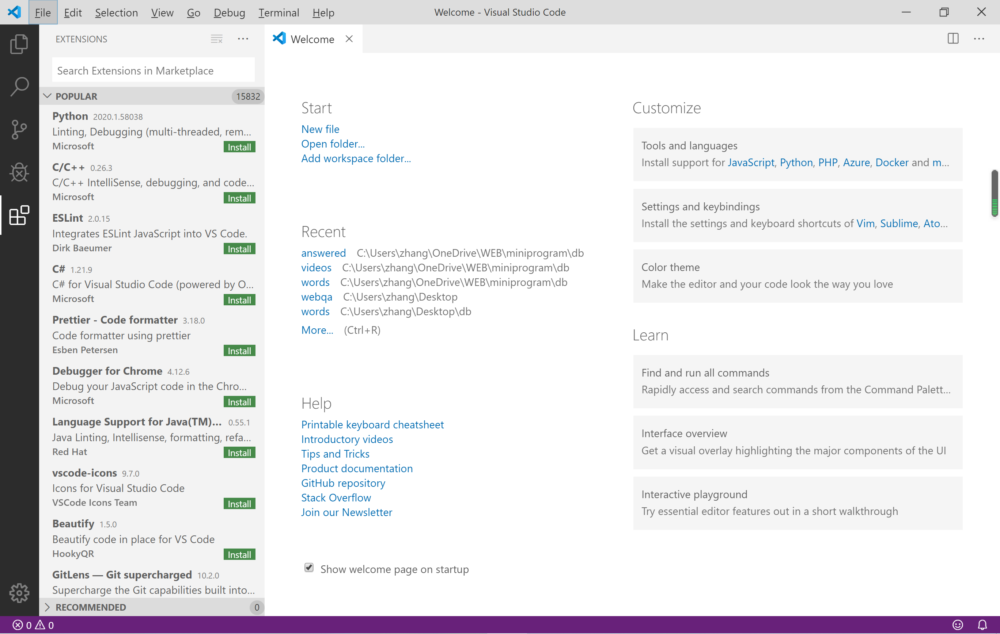 File Edit Selection View Go Debug Terminal Help
Welcome - Visual Studio Code
EXTENSIONS
Search Extensions in Marketplace
POPULAR 15832
Python 2020.1.58038
Linting, Debugging (multi-threaded, rem...
Microsoft Install
C/C++ 0.26.3
C/C++ IntelliSense, debugging, and code...
Microsoft Install
ESLint 2.0.15
Integrates ESLint JavaScript into VS Code.
Dirk Baeumer Install
C# 1.21.9
C# for Visual Studio Code (powered by O...
Microsoft Install
Prettier - Code formatter 3.18.0
Code formatter using prettier
Esben Petersen Install
Debugger for Chrome 4.12.6
Debug your JavaScript code in the Chro...
Microsoft Install
Language Support for Java(TM)... 0.55.1
Java Linting, Intellisense, formatting, refa...
Red Hat Install
vscode-icons 9.7.0
Icons for Visual Studio Code
VSCode Icons Team Install
Beautify 1.5.0
Beautify code in place for VS Code
HookyQR Install
GitLens — Git supercharged 10.2.0
Supercharge the Git capabilities built into...
RECOMMENDED 0
Welcome
Start
New file
Open folder...
Add workspace folder...
Recent
answered C:\Users\zhang\OneDrive\WEB\miniprogram\db
videos C:\Users\zhang\OneDrive\WEB\miniprogram\db
words C:\Users\zhang\OneDrive\WEB\miniprogram\db
webqa C:\Users\zhang\Desktop
words C:\Users\zhang\Desktop\db
More... (Ctrl+R)
Help
Printable keyboard cheatsheet
Introductory videos
Tips and Tricks
Product documentation
GitHub repository
Stack Overflow
Join our Newsletter
Show welcome page on startup
Customize
Tools and languages
Install support for JavaScript, Python, PHP, Azure, Docker and m...
Settings and keybindings
Install the settings and keyboard shortcuts of Vim, Sublime, Ato...
Color theme
Make the editor and your code look the way you love
Learn
Find and run all commands
Rapidly access and search commands from the Command Palett...
Interface overview
Get a visual overlay highlighting the major components of the UI
Interactive playground
Try essential editor features out in a short walkthrough
0 0